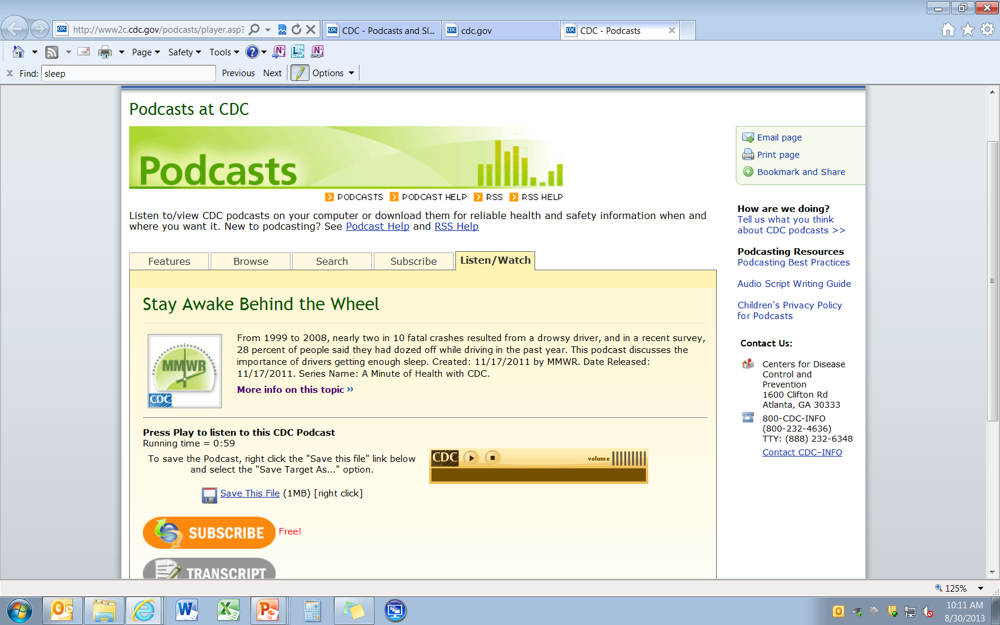 http://www2c.cdc.gov/podcasts/player.asp?
CDC - Podcasts and Sl...
cdc.gov
CDC - Podcasts
Page
Safety
Tools
Find: sleep
Previous
Next
Options
Podcasts at CDC
Podcasts
PODCASTS
PODCAST HELP
RSS
RSS HELP
Listen to/view CDC podcasts on your computer or download them for reliable health and safety information when and
where you want it. New to podcasting? See Podcast Help and RSS Help
Features
Browse
Search
Subscribe
Listen/Watch
Stay Awake Behind the Wheel
MMWR
CDC
From 1999 to 2008, nearly two in 10 fatal crashes resulted from a drowsy driver, and in a recent survey,
28 percent of people said they had dozed off while driving in the past year. This podcast discusses the
importance of drivers getting enough sleep. Created: 11/17/2011 by MMWR. Date Released:
11/17/2011. Series Name: A Minute of Health with CDC.
More info on this topic »
Press Play to listen to this CDC Podcast
Running time = 0:59
To save the Podcast, right click the "Save this file" link below
and select the "Save Target As..." option.
Save This File (1MB) [right click]
CDC
volume
SUBSCRIBE
Free!
TRANSCRIPT
Email page
Print page
Bookmark and Share
How are we doing?
Tell us what you think
about CDC podcasts >>
Podcasting Resources
Podcasting Best Practices
Audio Script Writing Guide
Children's Privacy Policy
for Podcasts
Contact Us:
Centers for Disease
Control and
Prevention
1600 Clifton Rd
Atlanta, GA 30333
800-CDC-INFO
(800-232-4636)
TTY: (888) 232-6348
Contact CDC–INFO
125%
10:11 AM
8/30/2013